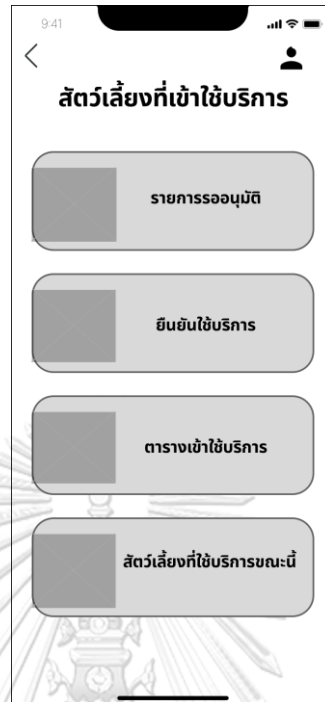 9:41
สัตว์เลี้ยงที่เข้าใช้บริการ
รายการรออนุมัติ
ยืนยันใช้บริการ
ตารางเข้าใช้บริการ
สัตว์เลี้ยงที่ใช้บริการขณะนี้